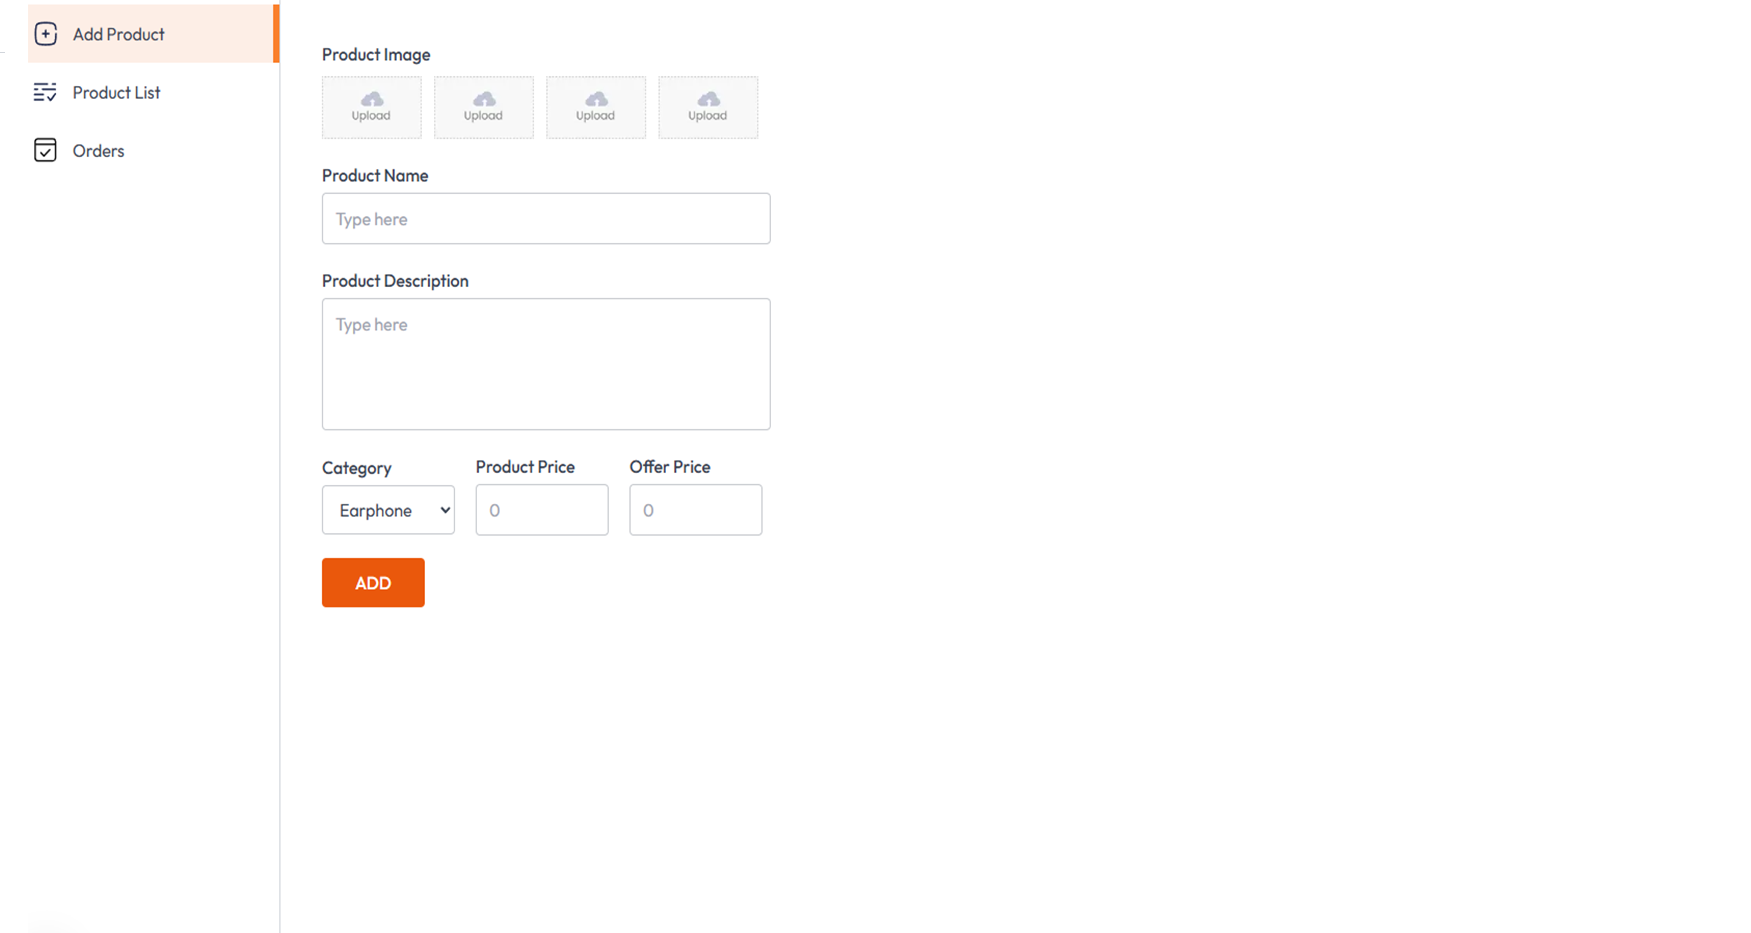 Add Product
Product List
Orders
Product Image
Upload Upload Upload Upload
Product Name
Type here
Product Description
Type here
Category Product Price Offer Price
Earphone 0 0
ADD